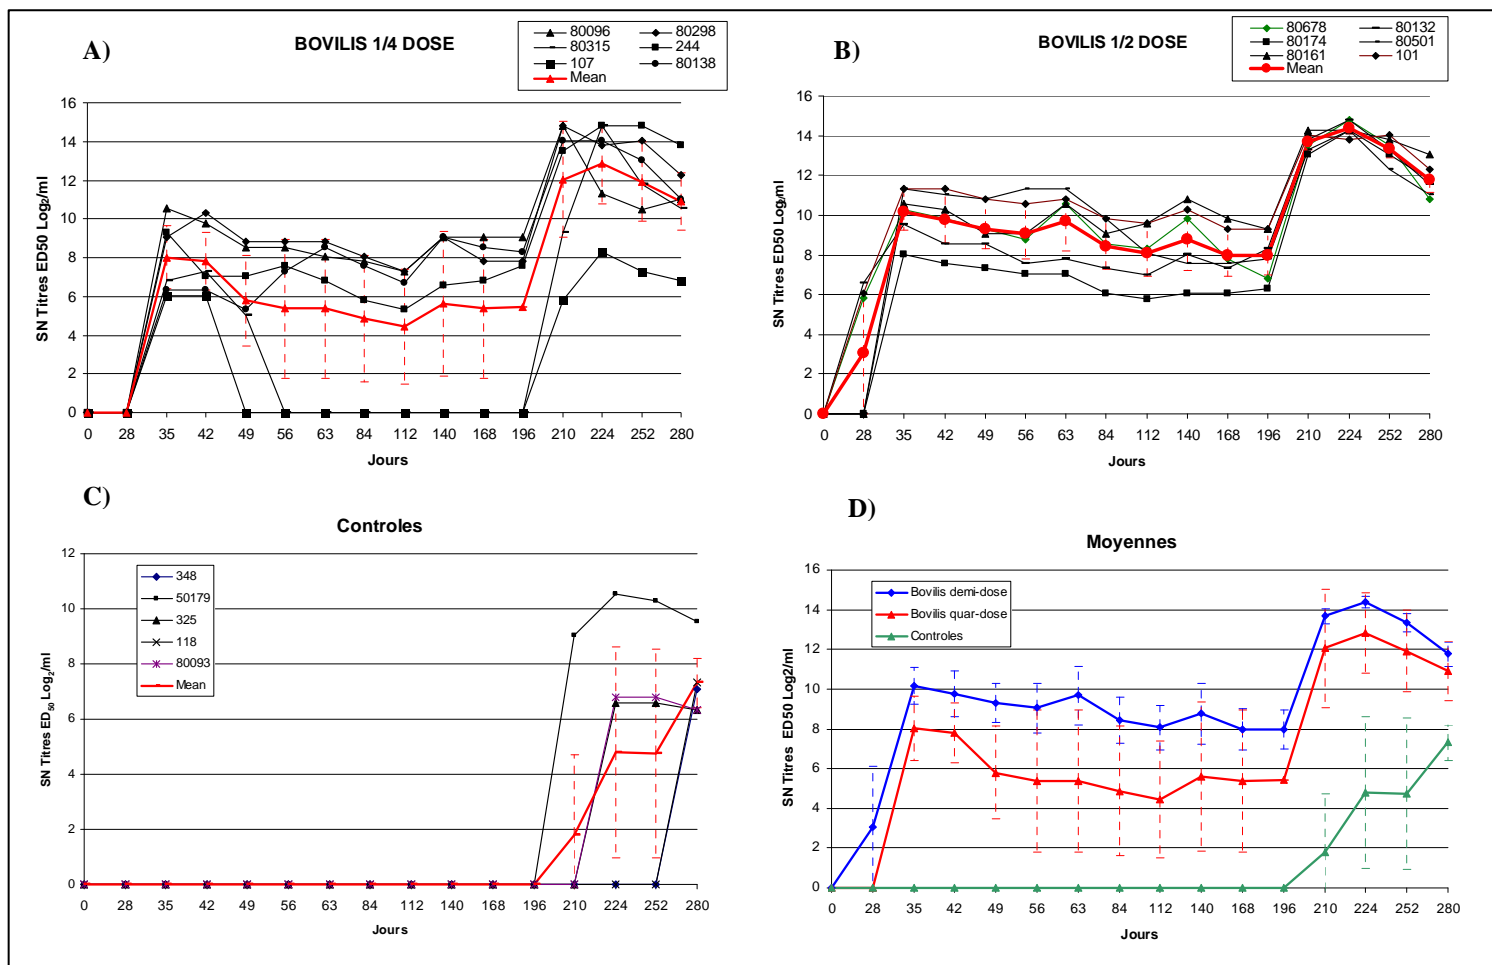 A)
BOVILIS 1/4 DOSE
80096
80298
80315
244
107
80138
Mean
SN Titres ED50 Log2/ml
16
14
12
10
8
6
4
2
0
0 28 35 42 49 56 63 84 112 140 168 196 210 224 252 280
Jours
B)
BOVILIS 1/2 DOSE
80678
80132
80174
80501
80161
101
Mean
SN Titres ED50 Log2/ml
16
14
12
10
8
6
4
2
0
0 28 35 42 49 56 63 84 112 140 168 196 210 224 252 280
Jours
C)
Controles
348
50179
325
118
80093
Mean
SN Titres ED50 Log2/ml
12
10
8
6
4
2
0
0 28 35 42 49 56 63 84 112 140 168 196 210 224 252 280
Jours
D)
Moyennes
Bovilis demi-dose
Bovilis quar-dose
Controles
SN Titres ED50 Log2/ml
16
14
12
10
8
6
4
2
0
0 28 35 42 49 56 63 84 112 140 168 196 210 224 252 280
Jours